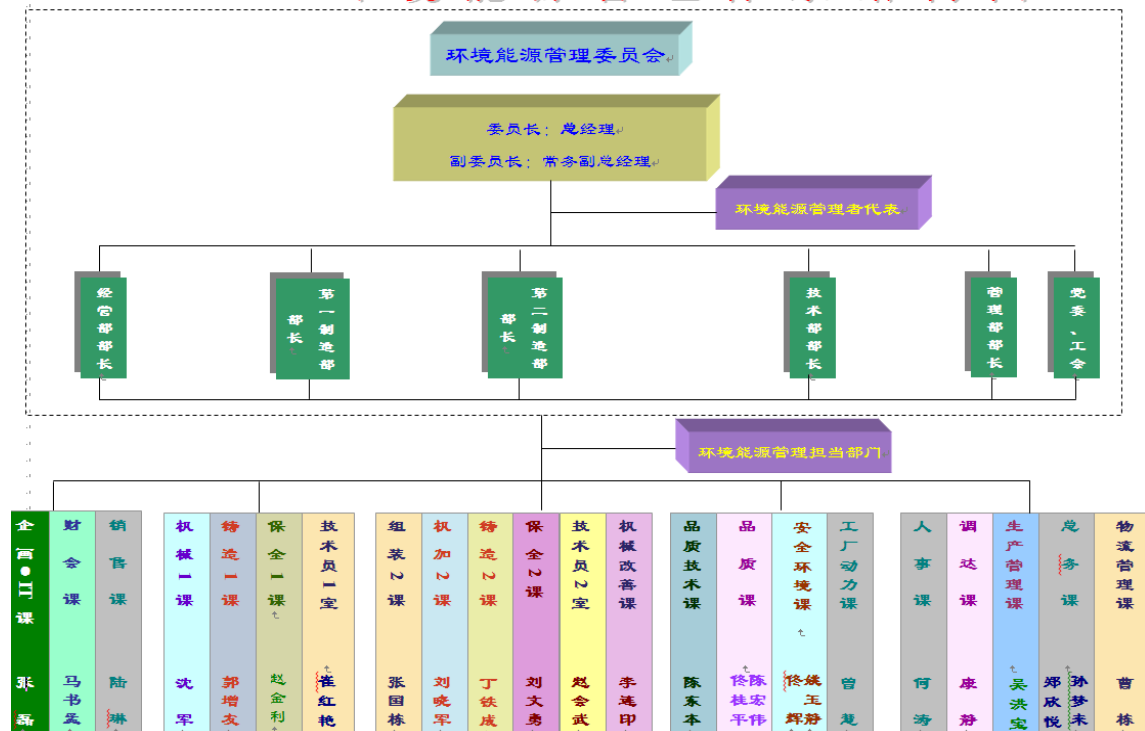 环境能源管理委员会
委员长：总经理
副委员长：常务副总经理
环境能源管理者代表
经营部部长
第一制造部部长
第二制造部部长
技术部部长
管理部部长
党委、工会
环境能源管理担当部门
企画●IT课
张磊
财会课
马书孟
销售课
陆琳
机械1课
沈军
铸造1课
郭增友
保全1课
赵金利
技术员1室
崔红艳
组装2课
张国栋
机加2课
刘晓军
铸造2课
丁铁成
保全2课
刘文勇
技术员2室
赵会武
机械改善课
李连印
品质技术课
陈东本
品质课
陈宏伟
佟桂平
安全环境课
姚玉静
佟辉
工厂动力课
曾
人事课
何涛
调达课
康静
生产管理课
吴洪宝
总务课
孙梦未
郑欣悦
物流管理课
曹栋